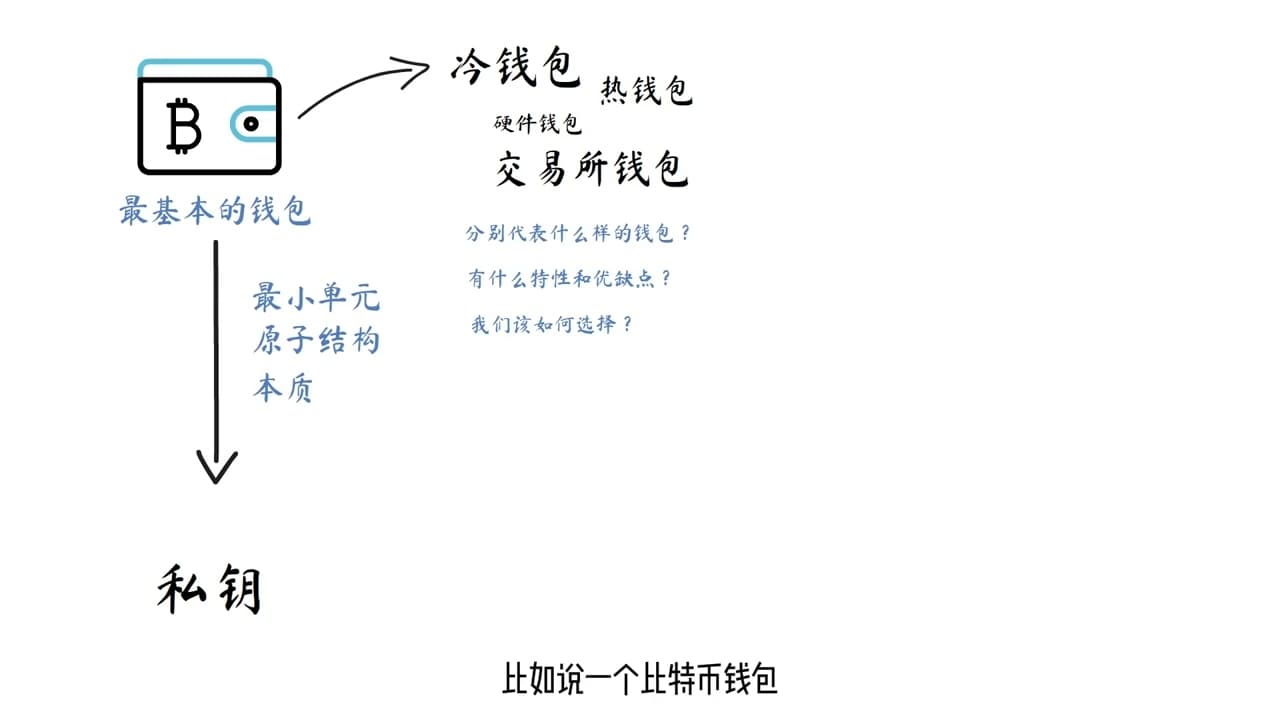 冷钱包
热钱包
硬件钱包
交易所钱包
最基本的钱包
分别代表什么样的钱包？
有什么特性和优缺点？
我们该如何选择？
最小单元
原子结构
本质
私钥
比如说一个比特币钱包